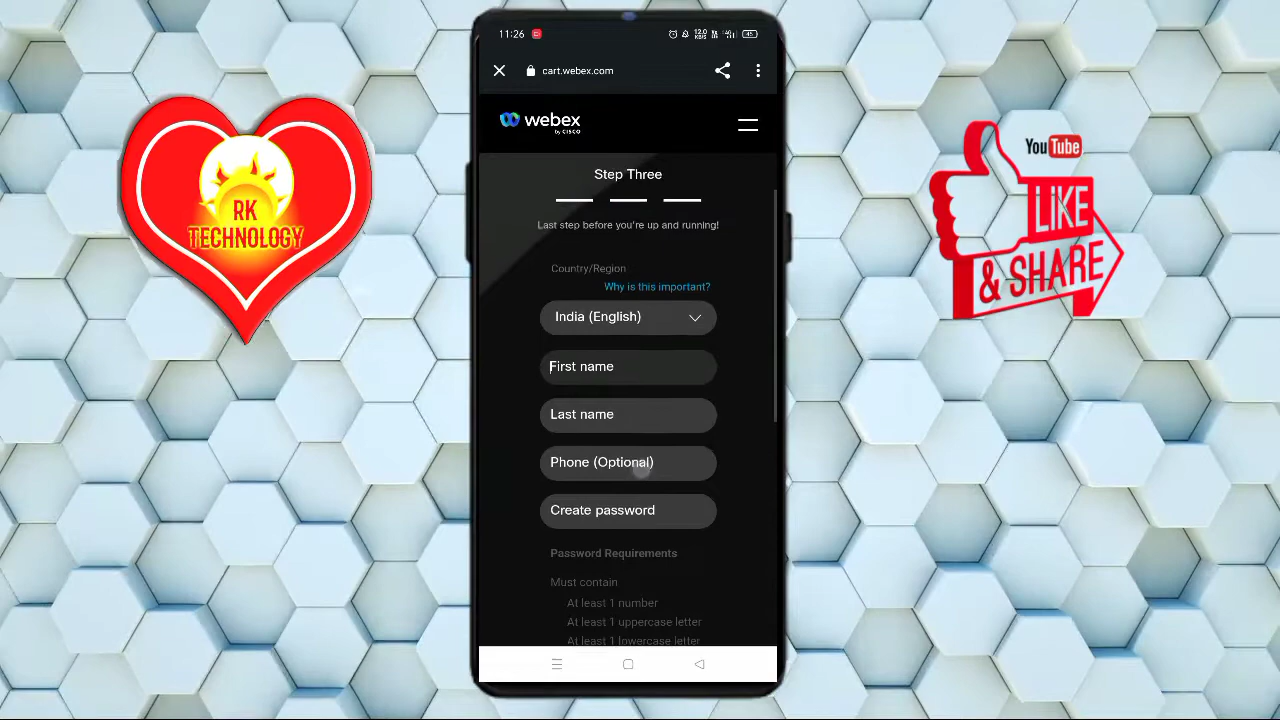 11:26
cart.webex.com
webex
by CISCO
Step Three
Last step before you're up and running!
Country/Region
Why is this important?
India (English)
First name
Last name
Phone (Optional)
Create password
Password Requirements
Must contain
At least 1 number
At least 1 uppercase letter
At least 1 lowercase letter
RK
TECHNOLOGY
YouTube
LIKE
& SHARE